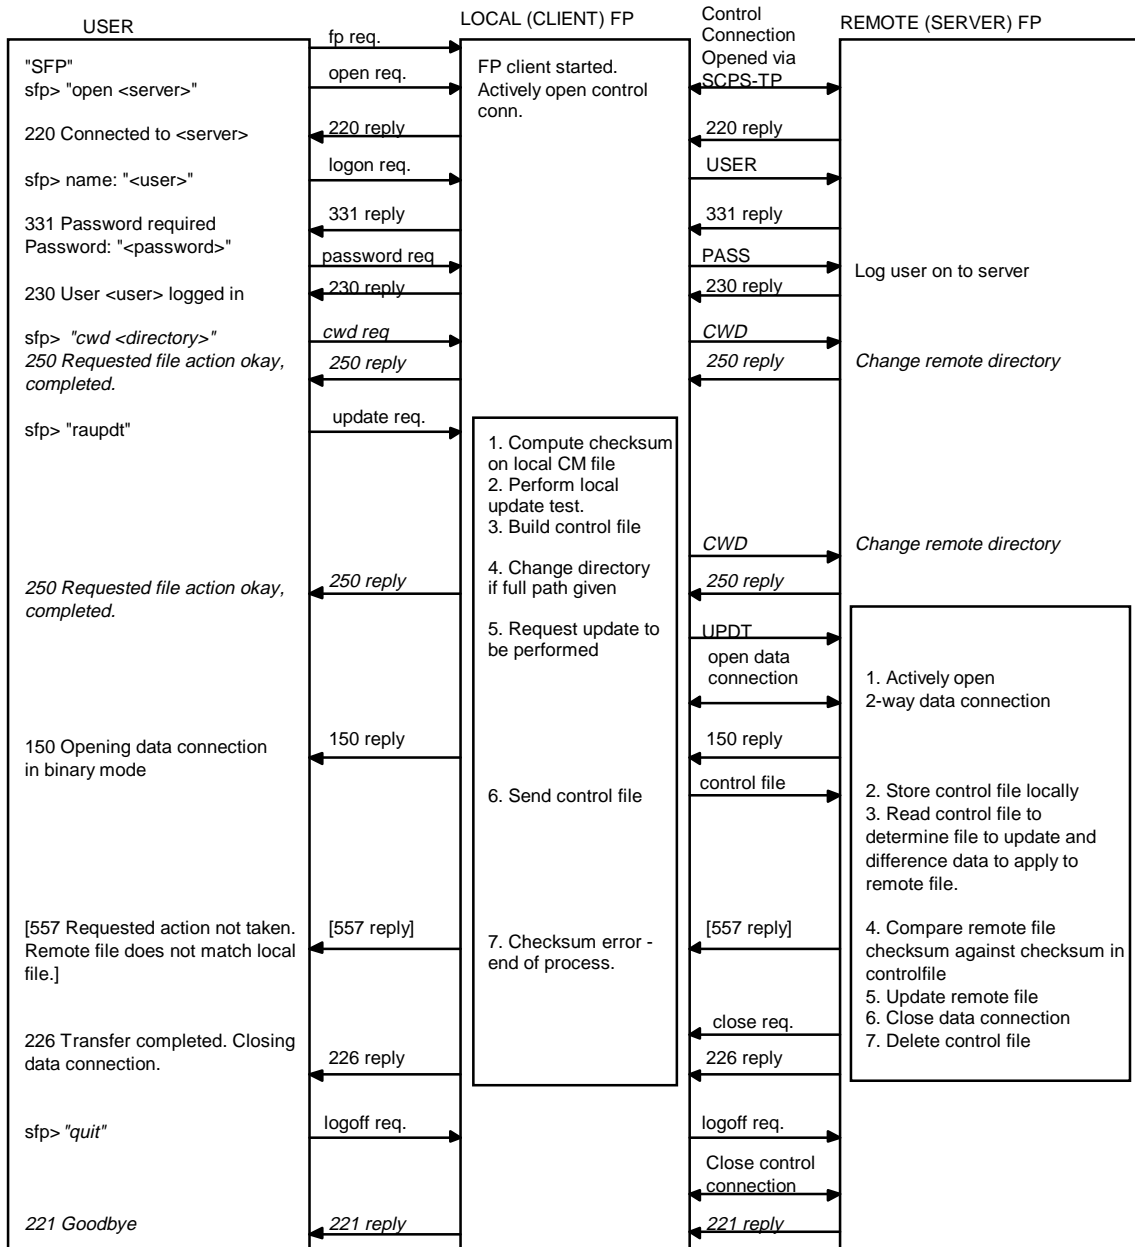 USER
LOCAL (CLIENT) FP
Control
Connection
Opened via
SCPS-TP
REMOTE (SERVER) FP
fp req.
"SFP"
sfp> "open <server>"
open req.
FP client started.
Actively open control
conn.
220 Connected to <server>
220 reply
220 reply
sfp> name: "<user>"
logon req.
USER
331 Password required
Password: "<password>"
331 reply
331 reply
password req
PASS
Log user on to server
230 User <user> logged in
230 reply
230 reply
sfp> "cwd <directory>"
cwd req
CWD
250 Requested file action okay,
completed.
250 reply
250 reply
Change remote directory
sfp> "raupdt"
update req.
1. Compute checksum
on local CM file
2. Perform local
update test.
3. Build control file
CWD
Change remote directory
4. Change directory
if full path given
250 Requested file action okay,
completed.
250 reply
250 reply
5. Request update to
be performed
UPDT
open data
connection
1. Actively open
2-way data connection
150 Opening data connection
in binary mode
150 reply
150 reply
6. Send control file
control file
2. Store control file locally
3. Read control file to
determine file to update and
difference data to apply to
remote file.
[557 Requested action not taken.
Remote file does not match local
file.]
[557 reply]
7. Checksum error -
end of process.
[557 reply]
4. Compare remote file
checksum against checksum in
controlfile
5. Update remote file
6. Close data connection
7. Delete control file
close req.
226 Transfer completed. Closing
data connection.
226 reply
226 reply
sfp> "quit"
logoff req.
logoff req.
Close control
connection
221 Goodbye
221 reply
221 reply